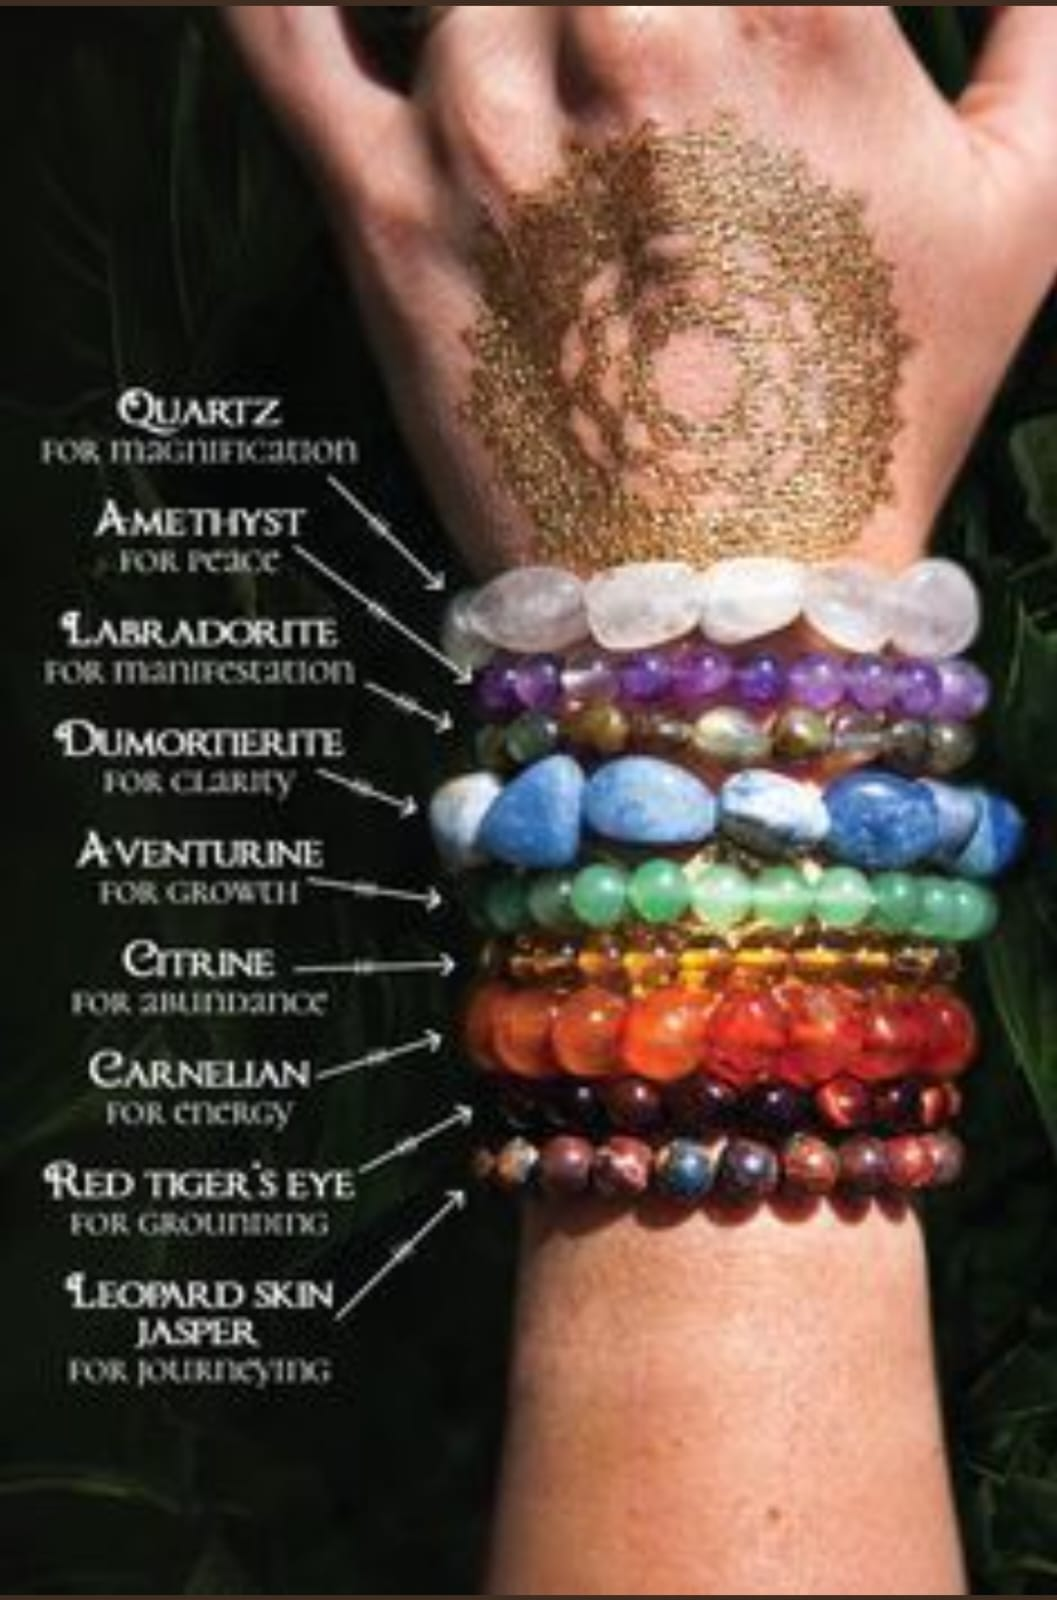 QUARTZ
FOR MAGNIFICATION
AMETHYST
FOR PEACE
LABRADORITE
FOR MANIFESTATION
DUMORTIERITE
FOR CLARITY
AVENTURINE
FOR GROWTH
CITRINE
FOR ABUNDANCE
CARNELIAN
FOR ENERGY
RED TIGER'S EYE
FOR GROUNDING
LEOPARD SKIN
JASPER
FOR JOURNEYING